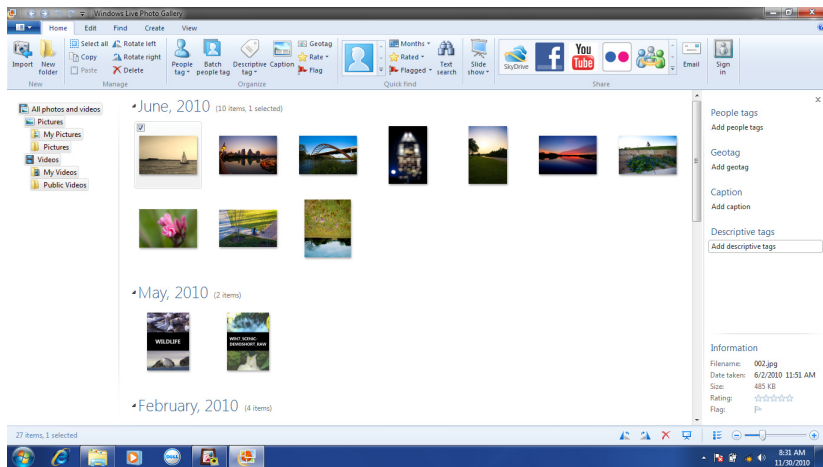 Windows Live Photo Gallery
Home Edit Find Create View
Import
New folder
Select all
Copy
Paste
Rotate left
Rotate right
Delete
People tag
Batch people tag
Descriptive tag
Caption
Geotag
Rate
Flag
Months
Rated
Flagged
Text search
Slide show
SkyDrive
f
You
Tube
Email
Sign in
New Manage Organize Quick find Share
All photos and videos
Pictures
My Pictures
Pictures
Videos
My Videos
Public Videos
June, 2010 (10 items, 1 selected)
May, 2010 (2 items)
WILDLIFE
February, 2010 (4 items)
People tags
Add people tags
Geotag
Add geotag
Caption
Add caption
Descriptive tags
Add descriptive tags
Information
Filename: 002.jpg
Date taken: 6/2/2010 11:51 AM
Size: 485 KB
Rating:
Flag:
27 items, 1 selected
DELL
8:31 AM
11/30/2010